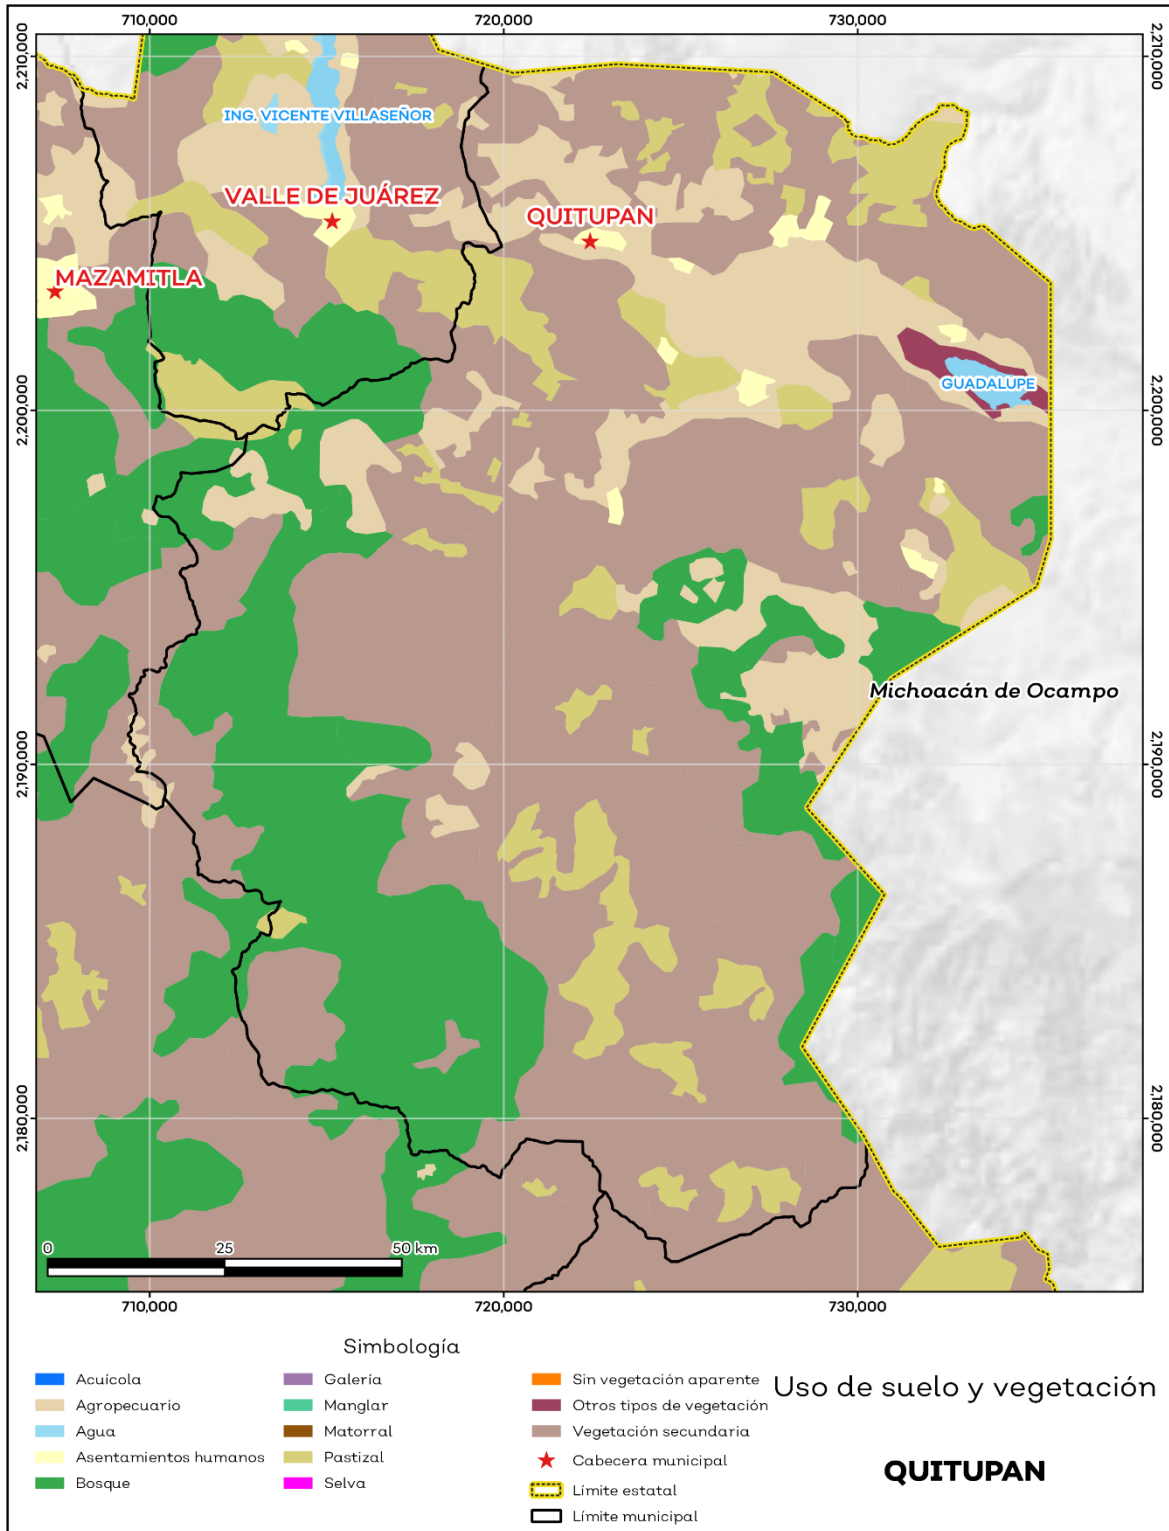 710,000
720,000
730,000
2,210,000
2,210,000
ING. VICENTE VILLASEÑOR
VALLE DE JUÁREZ
QUITUPAN
MAZAMITLA
GUADALUPE
2,200,000
2,200,000
Michoacán de Ocampo
2,190,000
2,190,000
2,180,000
2,180,000
0 25 50 km
710,000
720,000
730,000
Simbología
Acuícola
Agropecuario
Agua
Asentamientos humanos
Bosque
Galería
Manglar
Matorral
Pastizal
Selva
Sin vegetación aparente
Otros tipos de vegetación
Vegetación secundaria
Cabecera municipal
Límite estatal
Límite municipal
Uso de suelo y vegetación
QUITUPAN